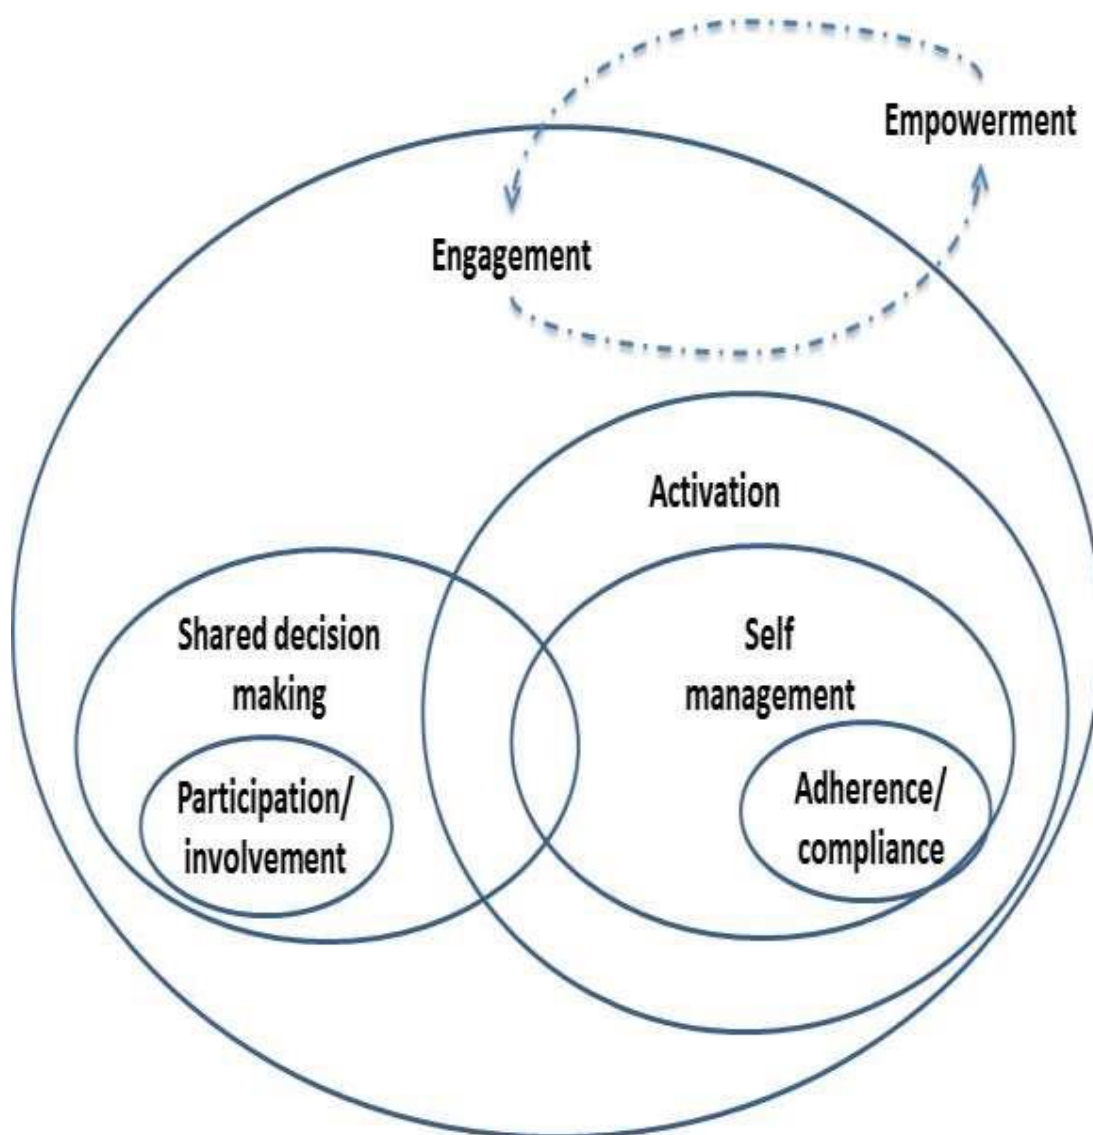 Empowerment
Engagement
Activation
Shared decision
making
Self
management
Participation/
involvement
Adherence/
compliance